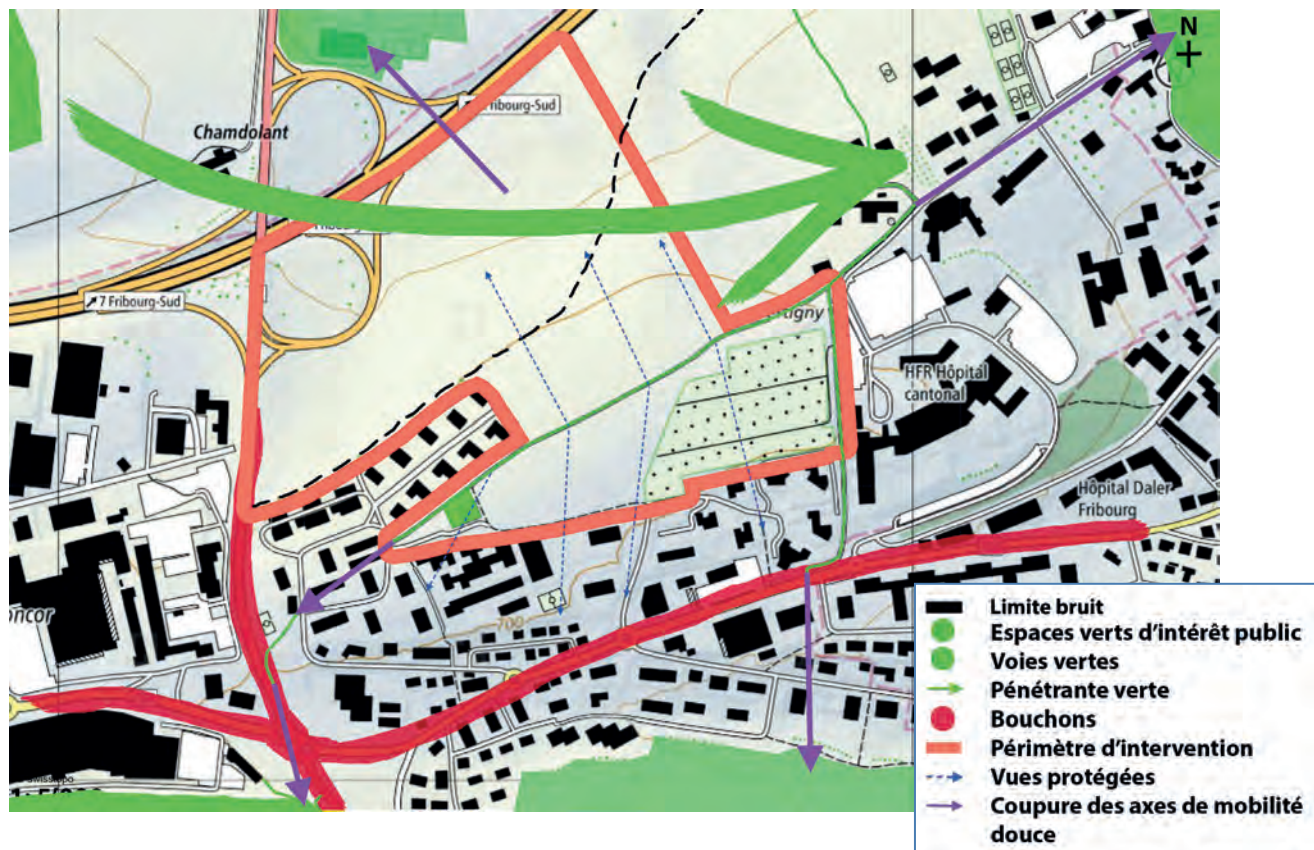 N
7 Fribourg-Sud
Chamdolant
7 Fribourg-Sud
HFR Hôpital
cantonal
Hôpital Daler
Fribourg
700
Limite bruit
Espaces verts d'intérêt public
Voies vertes
Pénétrante verte
Bouchons
Périmètre d'intervention
Vues protégées
Coupure des axes de mobilité
douce